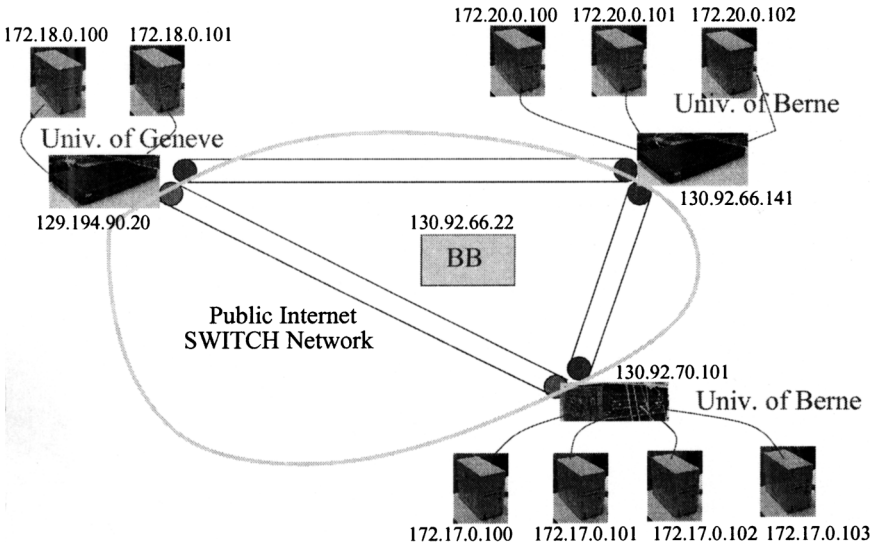 172.20.0.100 172.20.0.101 172.20.0.102
172.18.0.100 172.18.0.101
Univ. of Berne
Univ. of Geneve
129.194.90.20
130.92.66.141
130.92.66.22
BB
Public Internet
SWITCH Network
130.92.70.101
Univ. of Berne
172.17.0.100 172.17.0.101 172.17.0.102 172.17.0.103